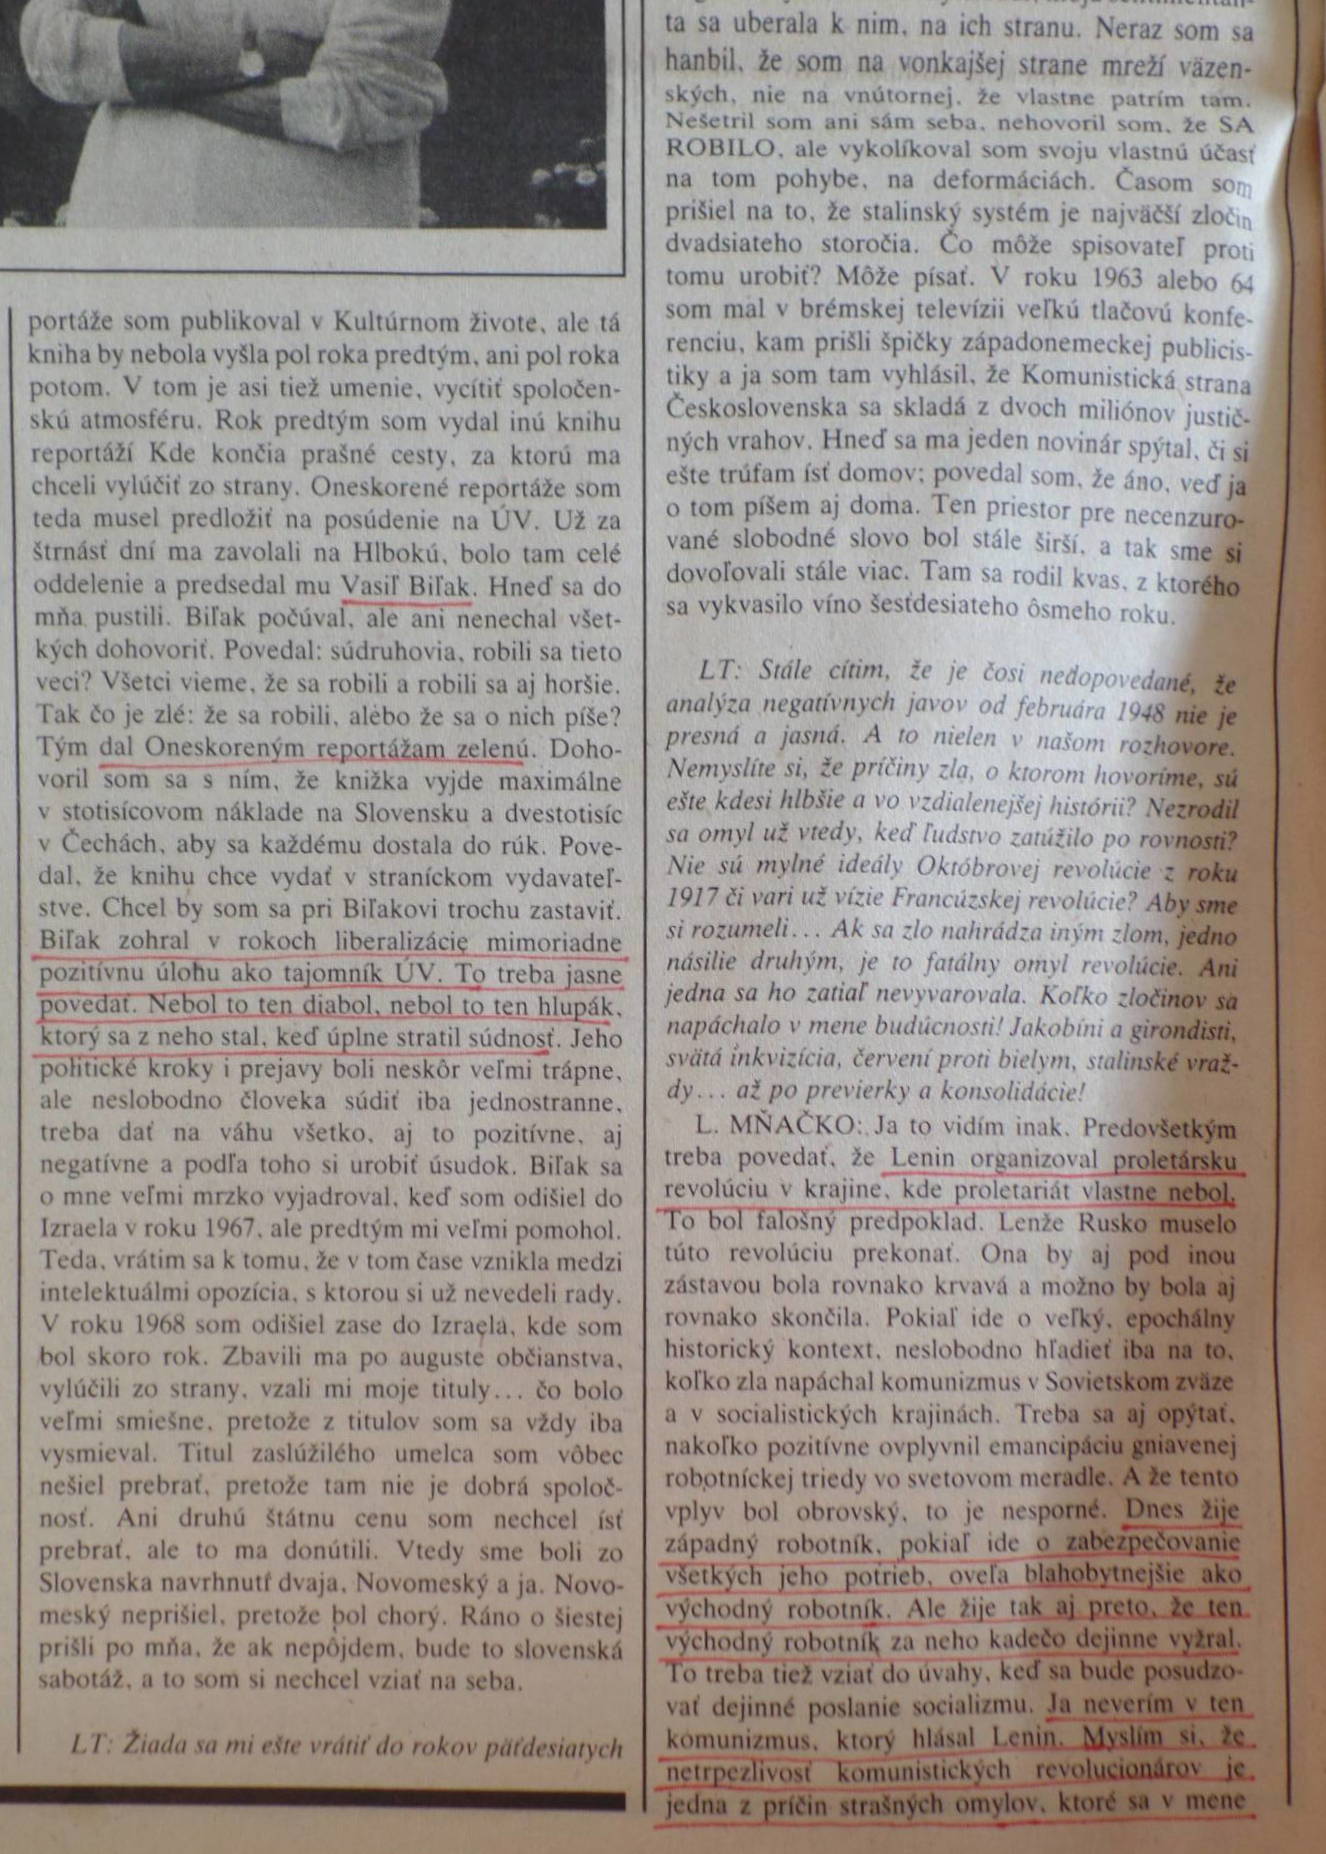 portáže som publikoval v Kultúrnom živote, ale tá
kniha by nebola vyšla pol roka predtým, ani pol roka
potom. V tom je asi tiež umenie, vycítiť spoločen-
skú atmosféru. Rok predtým som vydal inú knihu
reportáží Kde končia prašné cesty, za ktorú ma
chceli vylúčiť zo strany. Oneskorené reportáže som
teda musel predložiť na posúdenie na ÚV. Už za
štrnásť dní ma zavolali na Hlbokú, bolo tam celé
oddelenie a predsedal mu Vasiľ Biľak. Hneď sa do
mňa pustili. Biľak počúval, ale ani nenechal všet-
kých dohovoriť. Povedal: súdruhovia, robili sa tieto
veci? Všetci vieme, že sa robili a robili sa aj horšie.
Tak čo je zlé: že sa robili, alebo že sa o nich píše?
Tým dal Oneskoreným reportážam zelenú. Doho-
voril som sa s ním, že knižka vyjde maximálne
v stotisícovom náklade na Slovensku a dvestotisíc
v Čechách, aby sa každému dostala do rúk. Pove-
dal, že knihu chce vydať v straníckom vydavateľ-
stve. Chcel by som sa pri Biľakovi trochu zastaviť.
Biľak zohral v rokoch liberalizácie mimoriadne
pozitívnu úlohu ako tajomník ÚV. To treba jasne
povedať. Nebol to ten diabol, nebol to ten hlupák,
ktorý sa z neho stal, keď úplne stratil súdnosť. Jeho
politické kroky i prejavy boli neskôr veľmi trápne,
ale neslobodno človeka súdiť iba jednostranne,
treba dať na váhu všetko, aj to pozitívne, aj
negatívne a podľa toho si urobiť úsudok. Biľak sa
o mne veľmi mrzko vyjadroval, keď som odišiel do
Izraela v roku 1967, ale predtým mi veľmi pomohol.
Teda, vrátim sa k tomu, že v tom čase vznikla medzi
intelektuálmi opozícia, s ktorou si už nevedeli rady.
V roku 1968 som odišiel zase do Izraela, kde som
bol skoro rok. Zbavili ma po auguste občianstva,
vylúčili zo strany, vzali mi moje tituly... čo bolo
veľmi smiešne, pretože z titulov som sa vždy iba
vysmieval. Titul zaslúžilého umelca som vôbec
nešiel prebrať, pretože tam nie je dobrá spoloč-
nosť. Ani druhú štátnu cenu som nechcel ísť
prebrať, ale to ma donútili. Vtedy sme boli zo
Slovenska navrhnutí dvaja, Novomeský a ja. Novo-
meský neprišiel, pretože bol chorý. Ráno o šiestej
prišli po mňa, že ak nepôjdem, bude to slovenská
sabotáž, a to som si nechcel vziať na seba.
LT: Žiada sa mi ešte vrátiť do rokov päťdesiatych
ta sa uberala k nim, na ich stranu. Neraz som sa
hanbil, že som na vonkajšej strane mreží väzen-
ských, nie na vnútornej, že vlastne patrím tam.
Nešetril som ani sám seba, nehovoril som, že SA
ROBILO, ale vykolíkoval som svoju vlastnú účasť
na tom pohybe, na deformáciách. Časom som
prišiel na to, že stalinský systém je najväčší zločin
dvadsiateho storočia. Čo môže spisovateľ proti
tomu urobiť? Môže písať. V roku 1963 alebo 64
som mal v brémskej televízii veľkú tlačovú konfe-
renciu, kam prišli špičky západonemeckej publicis-
tiky a ja som tam vyhlásil, že Komunistická strana
Československa sa skladá z dvoch miliónov justič-
ných vrahov. Hneď sa ma jeden novinár spýtal, či si
ešte trúfam ísť domov; povedal som, že áno, veď ja
o tom píšem aj doma. Ten priestor pre necenzuro-
vané slobodné slovo bol stále širší, a tak sme si
dovoľovali stále viac. Tam sa rodil kvas, z ktorého
sa vykvasilo víno šesťdesiateho ôsmeho roku.
LT: Stále cítim, že je čosi nedopovedané, že
analýza negatívnych javov od februára 1948 nie je
presná a jasná. A to nielen v našom rozhovore.
Nemyslíte si, že príčiny zla, o ktorom hovoríme, sú
ešte kdesi hlbšie a vo vzdialenejšej histórii? Nezrodil
sa omyl už vtedy, keď ľudstvo zatúžilo po rovnosti?
Nie sú mylné ideály Októbrovej revolúcie z roku
1917 či vari už vízie Francúzskej revolúcie? Aby sme
si rozumeli... Ak sa zlo nahrádza iným zlom, jedno
násilie druhým, je to fatálny omyl revolúcie. Ani
jedna sa ho zatiaľ nevyvarovala. Koľko zločinov sa
napáchalo v mene budúcnosti! Jakobíni a girondisti,
svätá inkvizícia, červení proti bielym, stalinské vraž-
dy... až po previerky a konsolidácie!
L. MŇAČKO: Ja to vidím inak. Predovšetkým
treba povedať, že Lenin organizoval proletársku
revolúciu v krajine, kde proletariát vlastne nebol.
To bol falošný predpoklad. Lenže Rusko muselo
túto revolúciu prekonať. Ona by aj pod inou
zástavou bola rovnako krvavá a možno by bola aj
rovnako skončila. Pokiaľ ide o veľký, epochálny
historický kontext, neslobodno hľadieť iba na to,
koľko zla napáchal komunizmus v Sovietskom zväze
a v socialistických krajinách. Treba sa aj opýtať,
nakoľko pozitívne ovplyvnil emancipáciu gniavenej
robotníckej triedy vo svetovom meradle. A že tento
vplyv bol obrovský, to je nesporné. Dnes žije
západný robotník, pokiaľ ide o zabezpečovanie
všetkých jeho potrieb, oveľa blahobytnejšie ako
východný robotník. Ale žije tak aj preto, že ten
východný robotník za neho kadečo dejinne vyžral.
To treba tiež vziať do úvahy, keď sa bude posudzo-
vať dejinné poslanie socializmu. Ja neverím v ten
komunizmus, ktorý hlásal Lenin. Myslím si, že
netrpezlivosť komunistických revolucionárov je
jedna z príčin strašných omylov, ktoré sa v mene